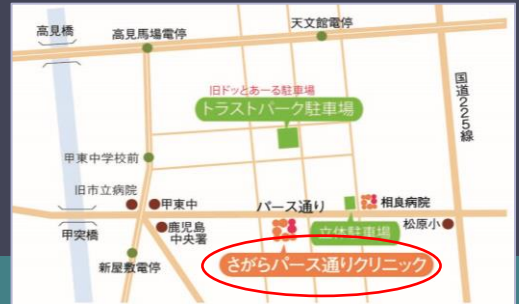 高見橋
高見馬場電停
天文館電停
国道225線
旧ドッとあーる駐車場
トラストパーク駐車場
甲東中学校前
旧市立病院
甲東中
パース通り
相良病院
甲突橋
鹿児島
中央署
立体駐車場
松原小
新屋敷電停
さがらパース通りクリニック